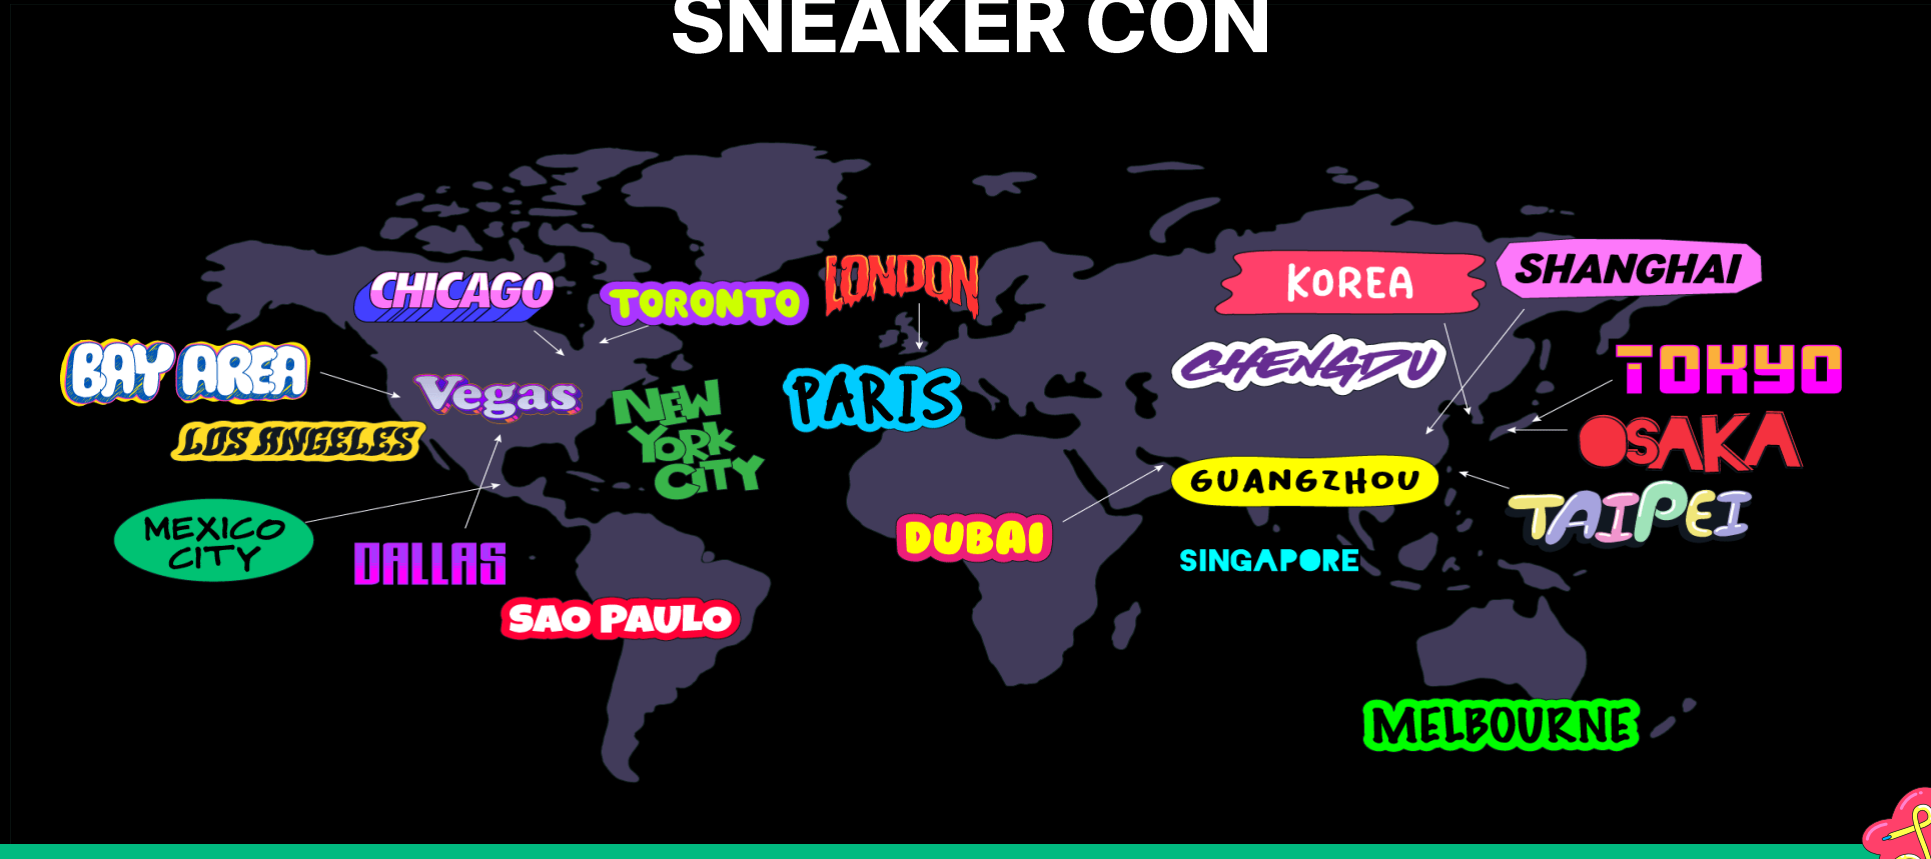 SNEAKER CON
CHICAGO
TORONTO
LONDON
KOREA
SHANGHAI
BAY AREA
Vegas
NEW
YORK
CITY
PARIS
CHENGDU
TOKYO
LOS ANGELES
OSAKA
MEXICO
CITY
DALLAS
DUBAI
GUANGZHOU
TAIPEI
SINGAPORE
SAO PAULO
MELBOURNE